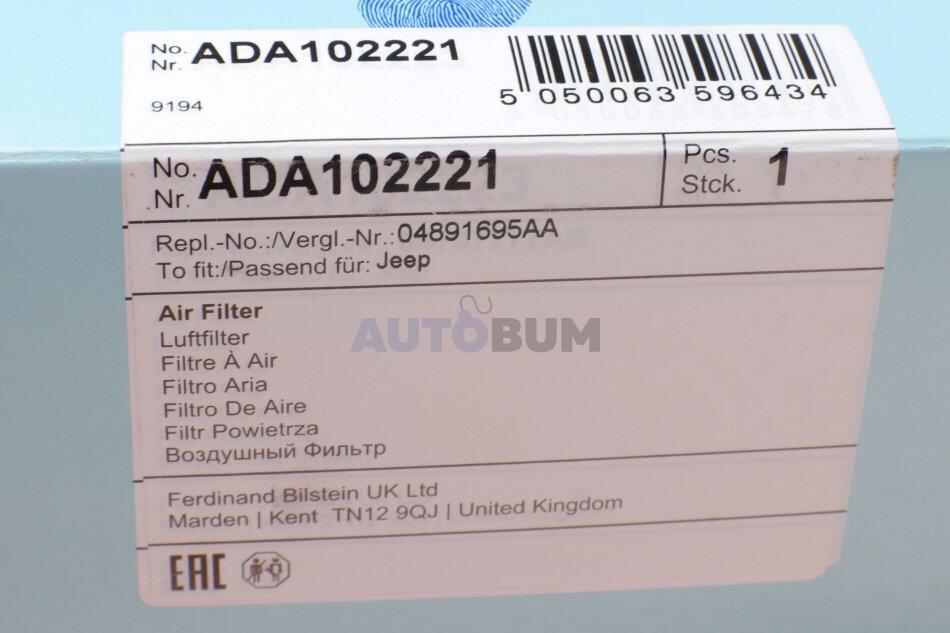 No.
Nr. ADA102221
9194
5 050063 596434
No.
Nr. ADA102221
Pcs.
Stck. 1
Repl.-No.:/Vergl.-Nr.:04891695AA
To fit:/Passend für: Jeep
Air Filter
Luftfilter
Filtre À Air
Filtro Aria
Filtro De Aire
Filtr Powietrza
Воздушный Фильтр
AUTOBUM
Ferdinand Bilstein UK Ltd
Marden | Kent TN12 9QJ | United Kingdom
EAC